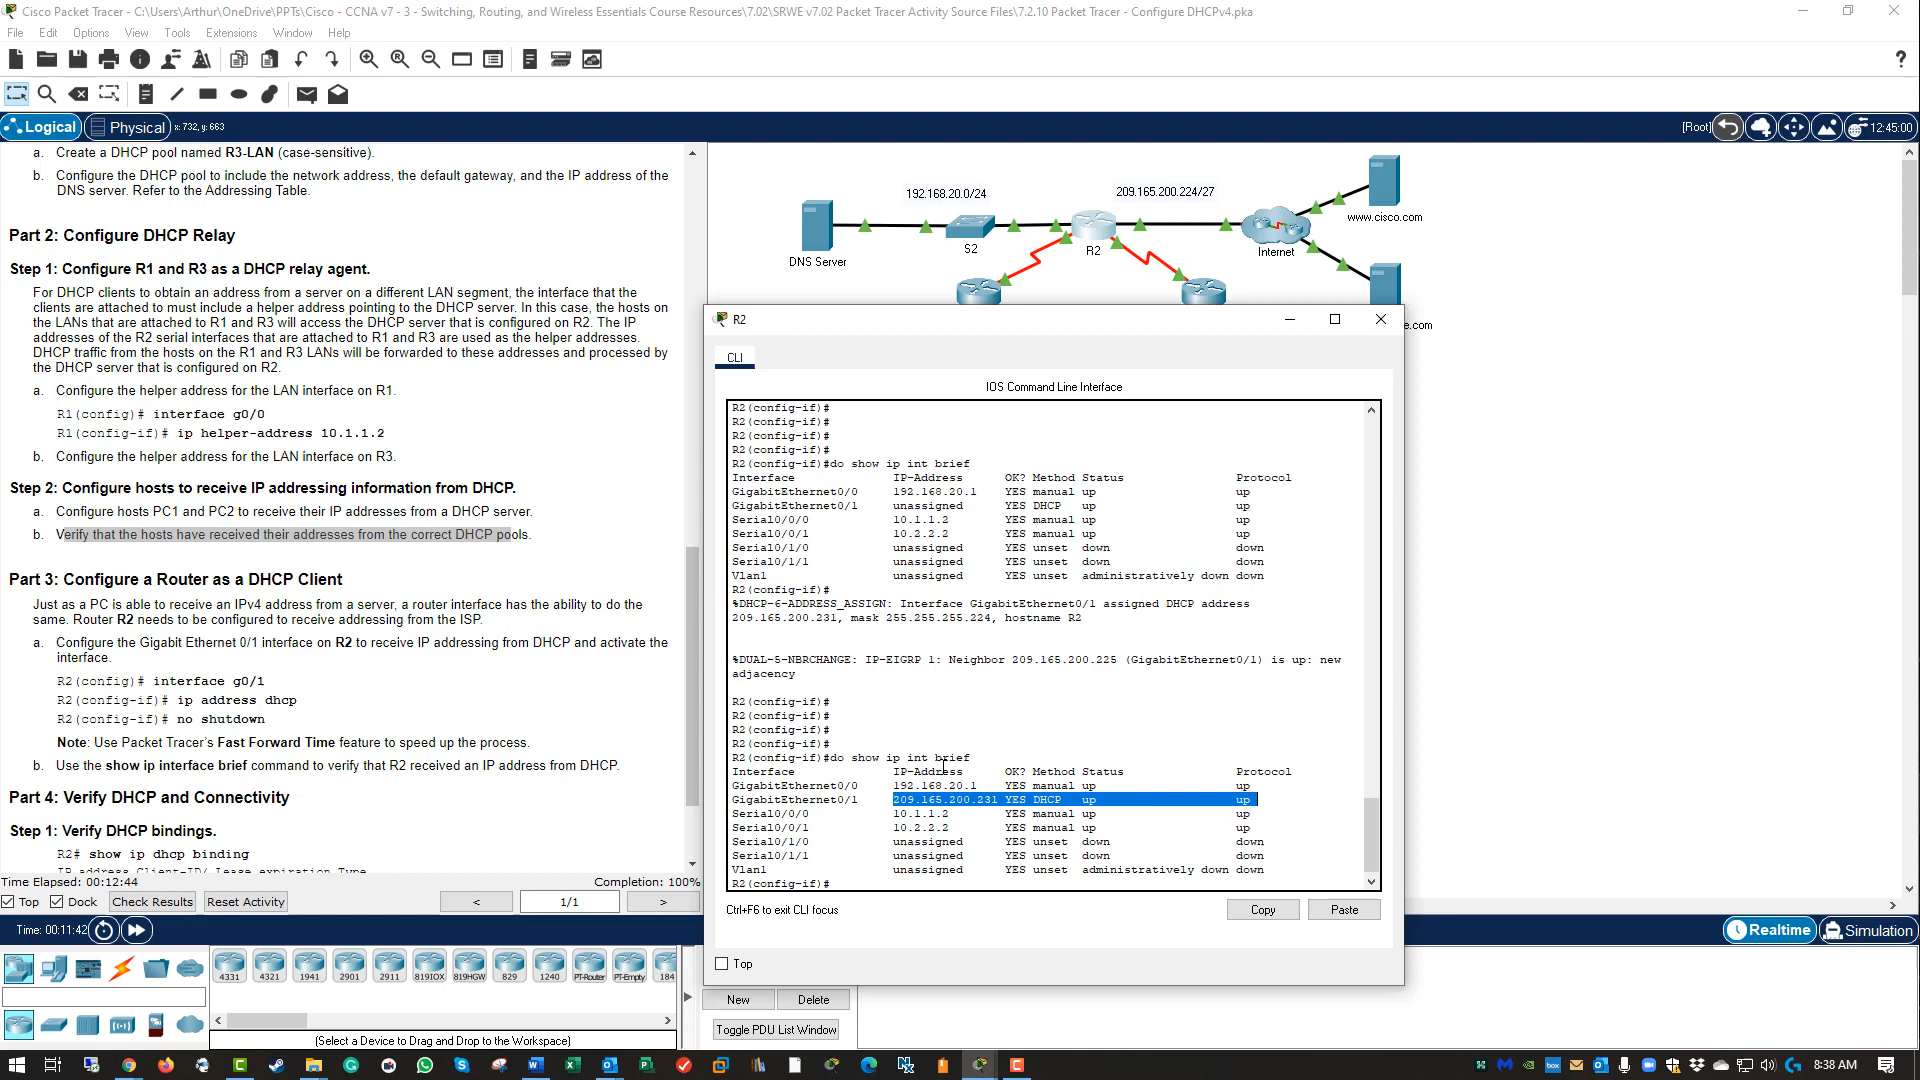 Cisco Packet Tracer - C:\Users\Arthur\OneDrive\PPTs\Cisco - CCNA v7 - 3 - Switching, Routing, and Wireless Essentials Course Resources\7.02\SRWE v7.02 Packet Tracer Activity Source Files\7.2.10 Packet Tracer - Configure DHCPv4.pka
File Edit Options View Tools Extensions Window Help
Logical Physical x: 732, y: 663
[Root] 12:45:00
a. Create a DHCP pool named R3-LAN (case-sensitive).
b. Configure the DHCP pool to include the network address, the default gateway, and the IP address of the
DNS server. Refer to the Addressing Table.
Part 2: Configure DHCP Relay
Step 1: Configure R1 and R3 as a DHCP relay agent.
For DHCP clients to obtain an address from a server on a different LAN segment, the interface that the
clients are attached to must include a helper address pointing to the DHCP server. In this case, the hosts on
the LANs that are attached to R1 and R3 will access the DHCP server that is configured on R2. The IP
addresses of the R2 serial interfaces that are attached to R1 and R3 are used as the helper addresses.
DHCP traffic from the hosts on the R1 and R3 LANs will be forwarded to these addresses and processed by
the DHCP server that is configured on R2.
a. Configure the helper address for the LAN interface on R1.
R1(config)# interface g0/0
R1(config-if)# ip helper-address 10.1.1.2
b. Configure the helper address for the LAN interface on R3.
Step 2: Configure hosts to receive IP addressing information from DHCP.
a. Configure hosts PC1 and PC2 to receive their IP addresses from a DHCP server.
b. Verify that the hosts have received their addresses from the correct DHCP pools.
Part 3: Configure a Router as a DHCP Client
Just as a PC is able to receive an IPv4 address from a server, a router interface has the ability to do the
same. Router R2 needs to be configured to receive addressing from the ISP.
a. Configure the Gigabit Ethernet 0/1 interface on R2 to receive IP addressing from DHCP and activate the
interface.
R2(config)# interface g0/1
R2(config-if)# ip address dhcp
R2(config-if)# no shutdown
Note: Use Packet Tracer's Fast Forward Time feature to speed up the process.
b. Use the show ip interface brief command to verify that R2 received an IP address from DHCP.
Part 4: Verify DHCP and Connectivity
Step 1: Verify DHCP bindings.
R2# show ip dhcp binding
IP address Client-ID/ Lease expiration Type
Time Elapsed: 00:12:44 Completion: 100%
Top Dock Check Results Reset Activity < 1/1 >
192.168.20.0/24
209.165.200.224/27
DNS Server
S2
R2
Internet
www.cisco.com
e.com
R2
CLI
IOS Command Line Interface
R2(config-if)#
R2(config-if)#
R2(config-if)#
R2(config-if)#
R2(config-if)#do show ip int brief
Interface IP-Address OK? Method Status Protocol
GigabitEthernet0/0 192.168.20.1 YES manual up up
GigabitEthernet0/1 unassigned YES DHCP up up
Serial0/0/0 10.1.1.2 YES manual up up
Serial0/0/1 10.2.2.2 YES manual up up
Serial0/1/0 unassigned YES unset down down
Serial0/1/1 unassigned YES unset down down
Vlan1 unassigned YES unset administratively down down
R2(config-if)#
%DHCP-6-ADDRESS_ASSIGN: Interface GigabitEthernet0/1 assigned DHCP address
209.165.200.231, mask 255.255.255.224, hostname R2
%DUAL-5-NBRCHANGE: IP-EIGRP 1: Neighbor 209.165.200.225 (GigabitEthernet0/1) is up: new
adjacency
R2(config-if)#
R2(config-if)#
R2(config-if)#
R2(config-if)#
R2(config-if)#do show ip int brief
Interface IP-Address OK? Method Status Protocol
GigabitEthernet0/0 192.168.20.1 YES manual up up
GigabitEthernet0/1 209.165.200.231 YES DHCP up up
Serial0/0/0 10.1.1.2 YES manual up up
Serial0/0/1 10.2.2.2 YES manual up up
Serial0/1/0 unassigned YES unset down down
Serial0/1/1 unassigned YES unset down down
Vlan1 unassigned YES unset administratively down down
R2(config-if)#
Ctrl+F6 to exit CLI focus
Copy Paste
Top
Time: 00:11:42
Realtime Simulation
4331 4321 1941 2901 2911 819IOX 819HGW 829 1240 PT-Router PT-Empty 184
(Select a Device to Drag and Drop to the Workspace)
New Delete
Toggle PDU List Window
8:38 AM